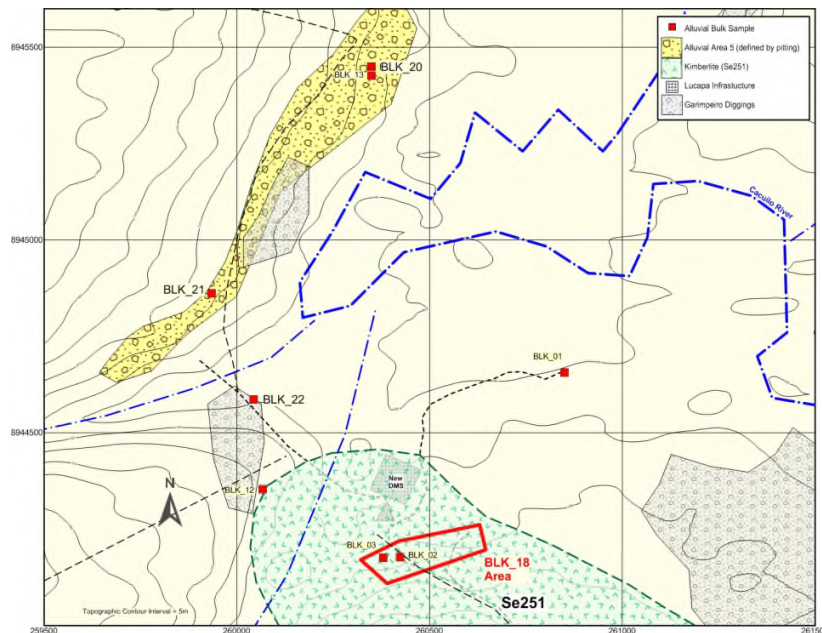 8945500
8945000
8944500
BLK_20
BLK_13
Alluvial Bulk Sample
Alluvial Area 5 (defined by pitting)
Kimberlite (Se251)
Lucapa Infrastucture
Garimpeiro Diggings
Cacuilo River
BLK_21
BLK_01
BLK_22
New
DMS
N
BLK_12
BLK_03
BLK_02
BLK_18
Area
Se251
Topographic Contour Interval = 5m
259500
260000
260500
261000
26150